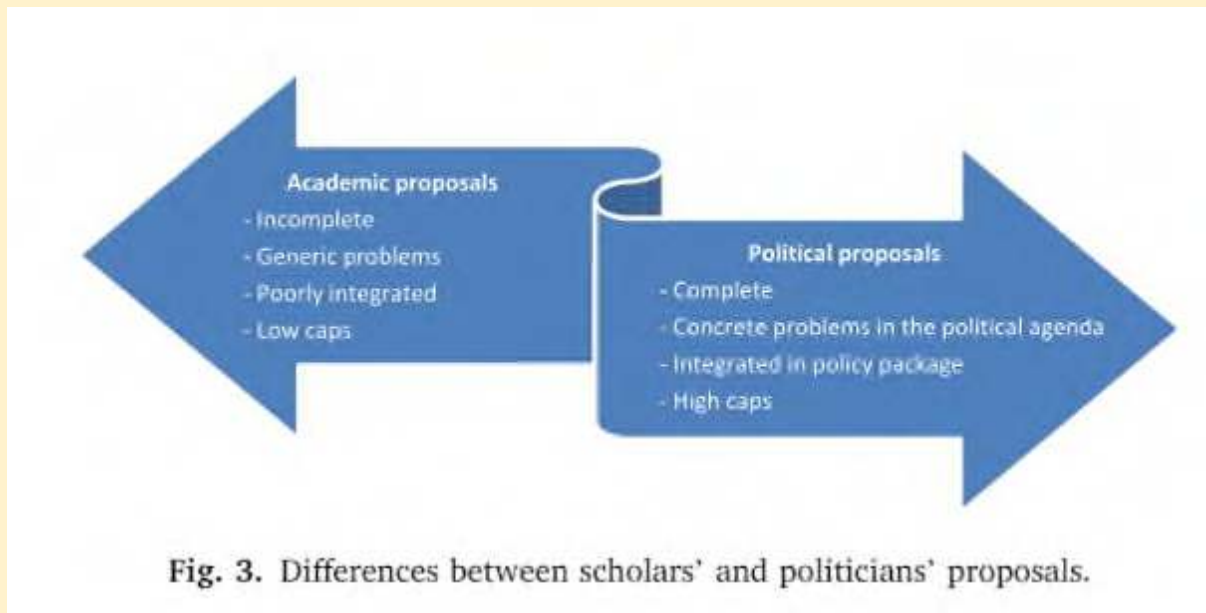 Academic proposals
- Incomplete
- Generic problems
- Poorly integrated
- Low caps
Political proposals
- Complete
- Concrete problems in the political agenda
- Integrated in policy package
- High caps
Fig. 3. Differences between scholars' and politicians' proposals.